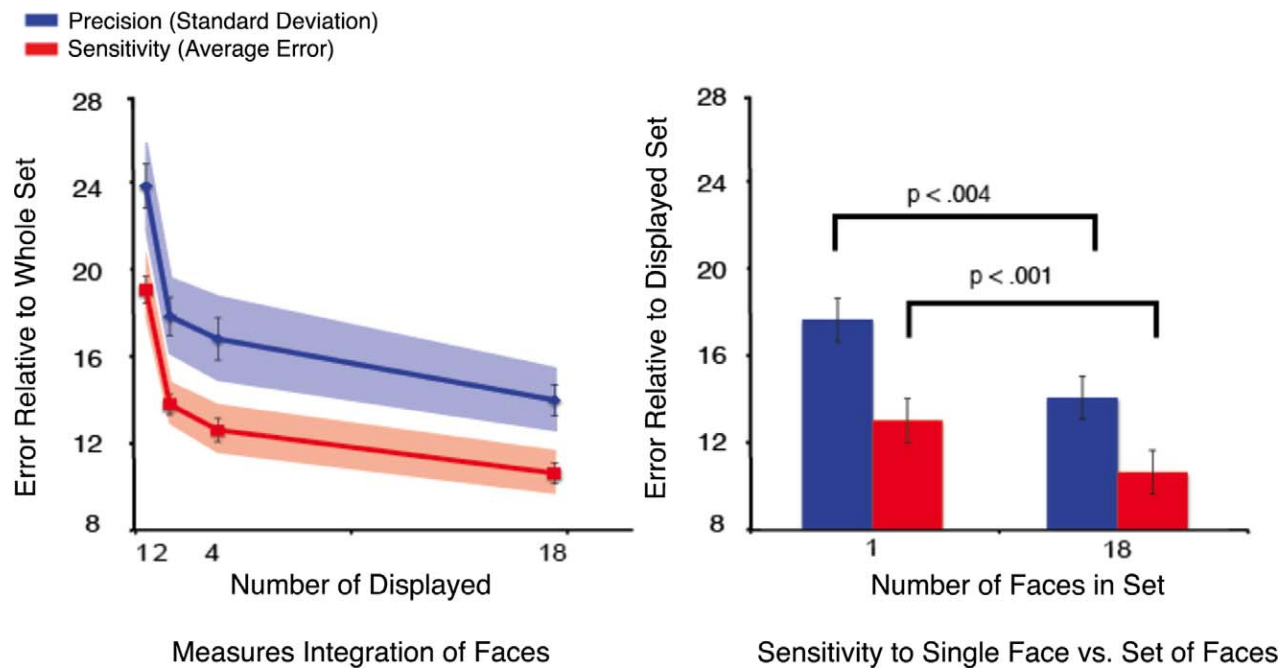 Precision (Standard Deviation)
Sensitivity (Average Error)
Error Relative to Whole Set
28
24
20
16
12
8
1 2 4 18
Number of Displayed
Measures Integration of Faces
Error Relative to Displayed Set
28
24
20
16
12
8
p < .004
p < .001
1 18
Number of Faces in Set
Sensitivity to Single Face vs. Set of Faces